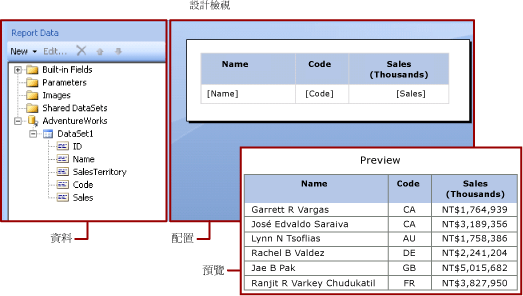 設計檢視
Report Data
New Edit...
Built-in Fields
Parameters
Images
Shared DataSets
AdventureWorks
DataSet1
ID
Name
SalesTerritory
Code
Sales
資料
Name Code Sales (Thousands)
[Name] [Code] [Sales]
配置
Preview
Name Code Sales (Thousands)
Garrett R Vargas CA NT$1,764,939
José Edvaldo Saraiva CA NT$3,189,356
Lynn N Tsoflias AU NT$1,758,386
Rachel B Valdez DE NT$2,241,204
Jae B Pak GB NT$5,015,682
Ranjit R Varkey Chudukatil FR NT$3,827,950
預覽